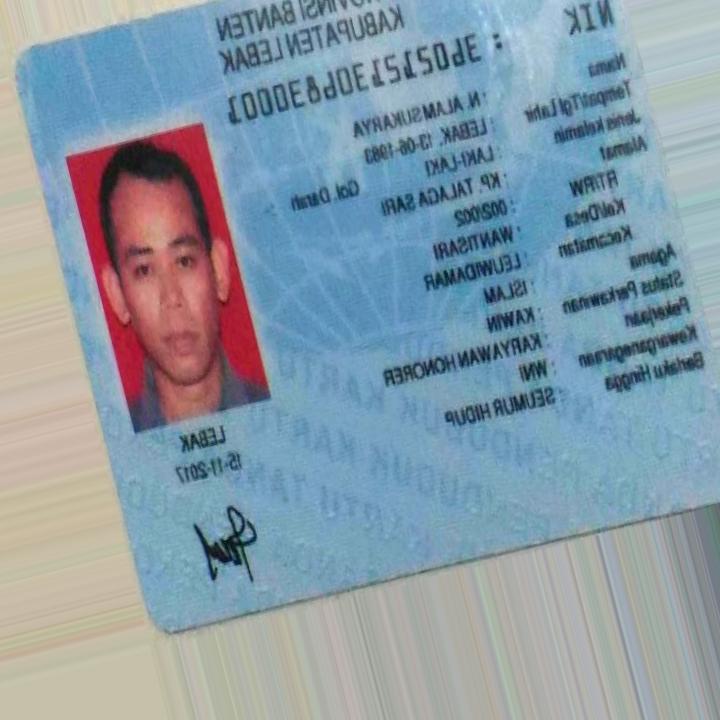 PROVINSI BANTEN
KABUPATEN LEBAK
NIK : 3602151306830001
Nama : N ALAM SUKARYA
Tempat/Tgl Lahir : LEBAK, 13-06-1983
Jenis kelamin : LAKI-LAKI Gol. Darah
Alamat : KP. TALAGA SARI
RT/RW : 002/002
Kel/Desa : WANTISARI
Kecamatan : LEUWIDAMAR
Agama : ISLAM
Status Perkawinan : KAWIN
Pekerjaan : KARYAWAN HONORER
Kewarganegaraan : WNI
Berlaku Hingga : SEUMUR HIDUP
LEBAK
15-11-2017